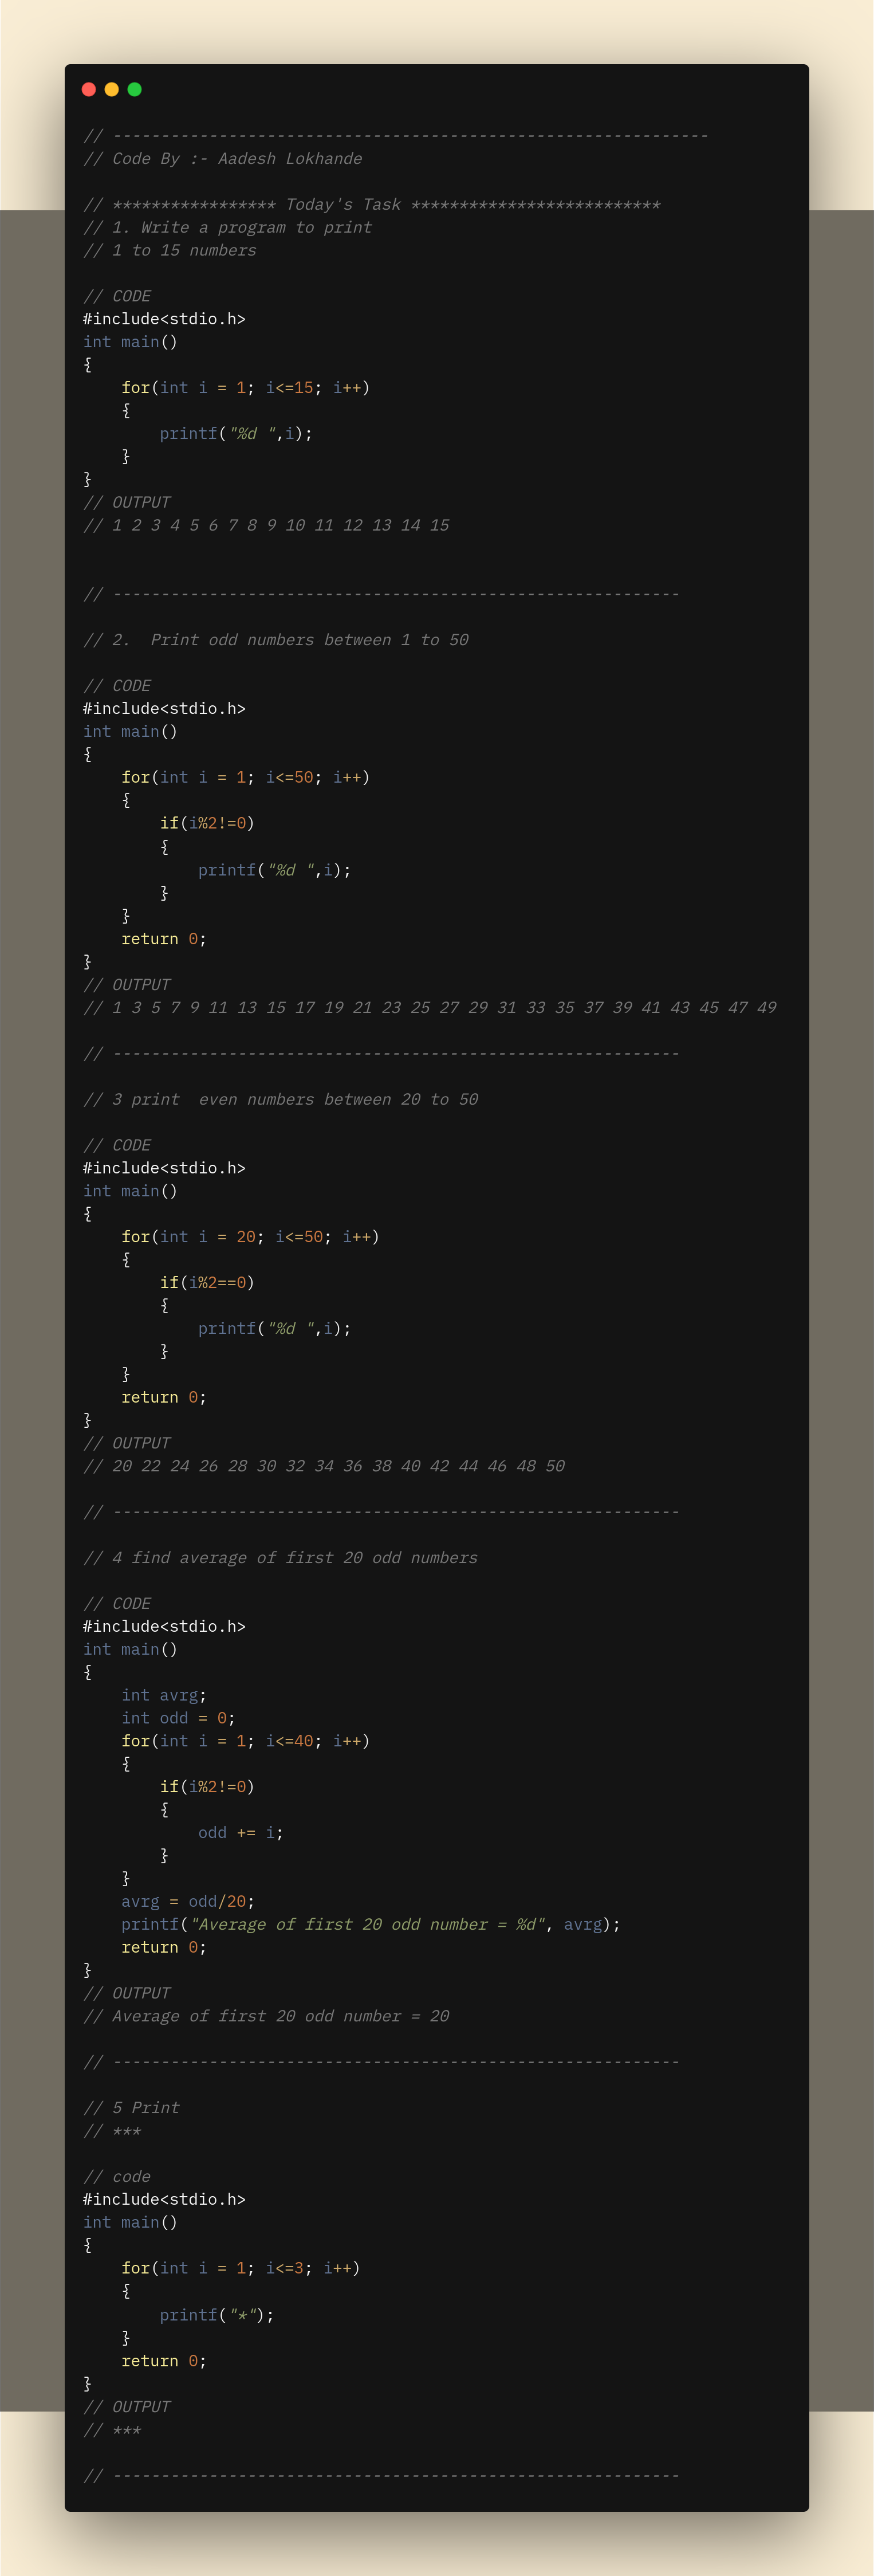 // --------------------------------------------------------------
// Code By :- Aadesh Lokhande
// ***************** Today's Task **************************
// 1. Write a program to print
// 1 to 15 numbers
// CODE
#include<stdio.h>
int main()
{
    for(int i = 1; i<=15; i++)
    {
        printf("%d ",i);
    }
}
// OUTPUT
// 1 2 3 4 5 6 7 8 9 10 11 12 13 14 15
// -----------------------------------------------------------
// 2.  Print odd numbers between 1 to 50
// CODE
#include<stdio.h>
int main()
{
    for(int i = 1; i<=50; i++)
    {
        if(i%2!=0)
        {
            printf("%d ",i);
        }
    }
    return 0;
}
// OUTPUT
// 1 3 5 7 9 11 13 15 17 19 21 23 25 27 29 31 33 35 37 39 41 43 45 47 49
// -----------------------------------------------------------
// 3 print  even numbers between 20 to 50
// CODE
#include<stdio.h>
int main()
{
    for(int i = 20; i<=50; i++)
    {
        if(i%2==0)
        {
            printf("%d ",i);
        }
    }
    return 0;
}
// OUTPUT
// 20 22 24 26 28 30 32 34 36 38 40 42 44 46 48 50
// -----------------------------------------------------------
// 4 find average of first 20 odd numbers
// CODE
#include<stdio.h>
int main()
{
    int avrg;
    int odd = 0;
    for(int i = 1; i<=40; i++)
    {
        if(i%2!=0)
        {
            odd += i;
        }
    }
    avrg = odd/20;
    printf("Average of first 20 odd number = %d", avrg);
    return 0;
}
// OUTPUT
// Average of first 20 odd number = 20
// -----------------------------------------------------------
// 5 Print
// ***
// code
#include<stdio.h>
int main()
{
    for(int i = 1; i<=3; i++)
    {
        printf("*");
    }
    return 0;
}
// OUTPUT
// ***
// -----------------------------------------------------------